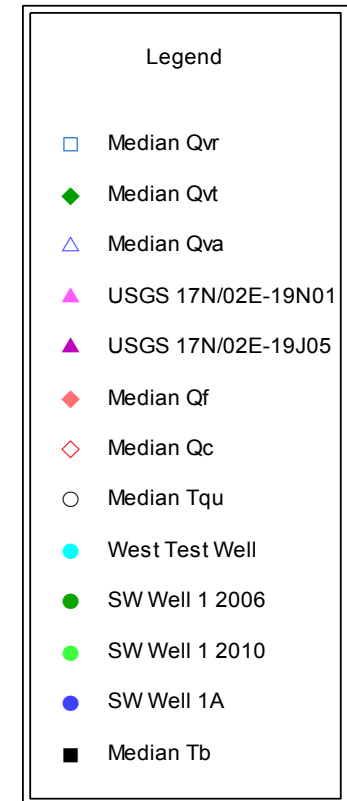 Legend
Median Qvr
Median Qvt
Median Qva
USGS 17N/02E-19N01
USGS 17N/02E-19J05
Median Qf
Median Qc
Median Tqu
West Test Well
SW Well 1 2006
SW Well 1 2010
SW Well 1A
Median Tb